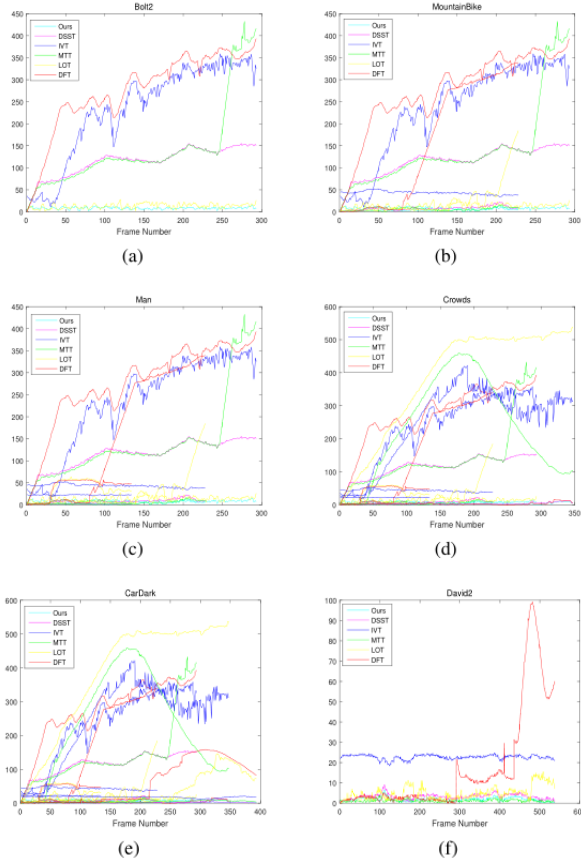 Bolt2
450
400
350
300
250
200
150
100
50
0
Ours
DSST
IVT
MTT
LOT
DFT
0 50 100 150 200 250 300
Frame Number
(a)
MountainBike
450
400
350
300
250
200
150
100
50
0
Ours
DSST
IVT
MTT
LOT
DFT
0 50 100 150 200 250 300
Frame Number
(b)
Man
450
400
350
300
250
200
150
100
50
0
Ours
DSST
IVT
MTT
LOT
DFT
0 50 100 150 200 250 300
Frame Number
(c)
Crowds
600
500
400
300
200
100
0
Ours
DSST
IVT
MTT
LOT
DFT
0 50 100 150 200 250 300 350
Frame Number
(d)
CarDark
600
500
400
300
200
100
0
Ours
DSST
IVT
MTT
LOT
DFT
0 50 100 150 200 250 300 350 400
Frame Number
(e)
David2
100
80
60
40
20
0
Ours
DSST
IVT
MTT
LOT
DFT
0 100 200 300 400 500 600
Frame Number
(f)